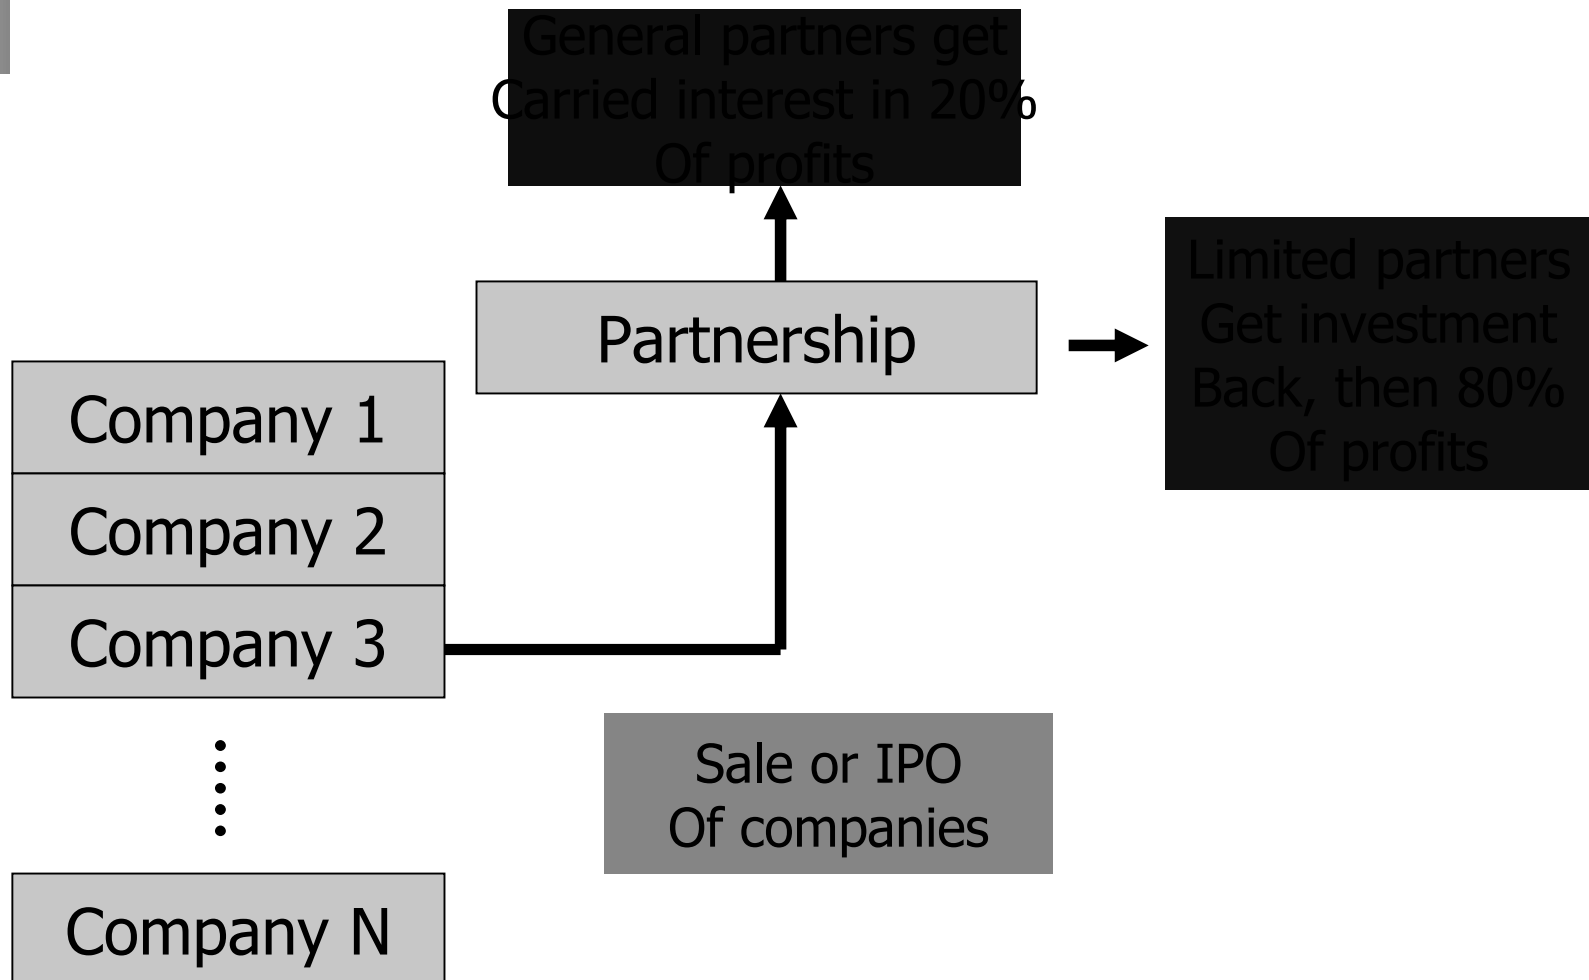 General partners get
Carried interest in 20%
Of profits
Limited partners
Get investment
Back, then 80%
Of profits
Partnership
Company 1
Company 2
Company 3
Sale or IPO
Of companies
Company N